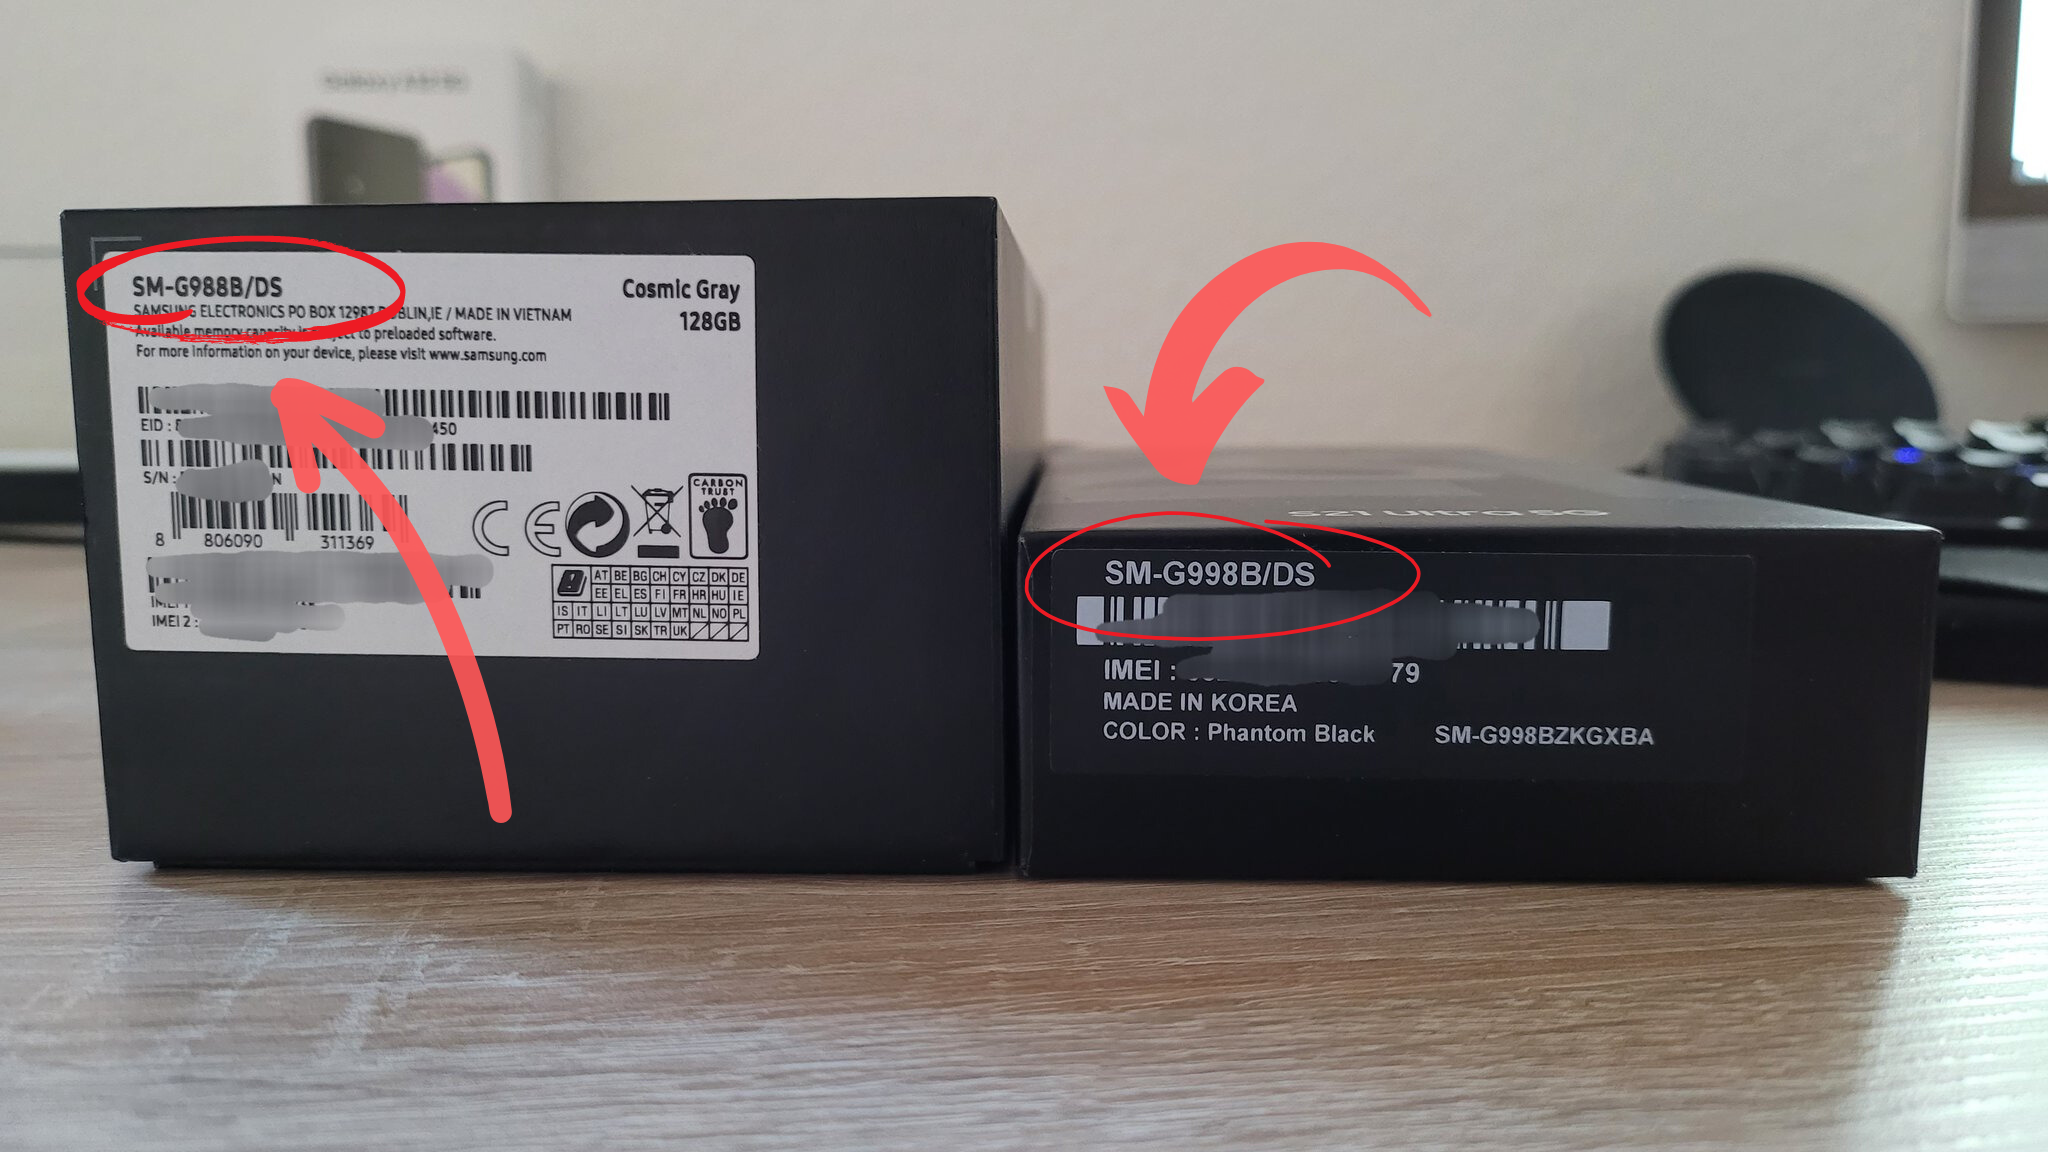 SM-G988B/DS
Cosmic Gray
SAMSUNG ELECTRONICS PO BOX 12987 DUBLIN,IE / MADE IN VIETNAM
128GB
Available memory capacity is subject to preloaded software.
For more information on your device, please visit www.samsung.com
EID :
450
S/N :
N
8 806090 311369
CARBON
TRUST
CE
AT BE BG CH CY CZ DK DE
EE EL ES FI FR HR HU IE
IS IT LI LT LU LV MT NL NO PL
PT RO SE SI SK TR UK
IMEI 2 :
S21 Ultra 5G
SM-G998B/DS
IMEI :
79
MADE IN KOREA
COLOR : Phantom Black
SM-G998BZKGXBA